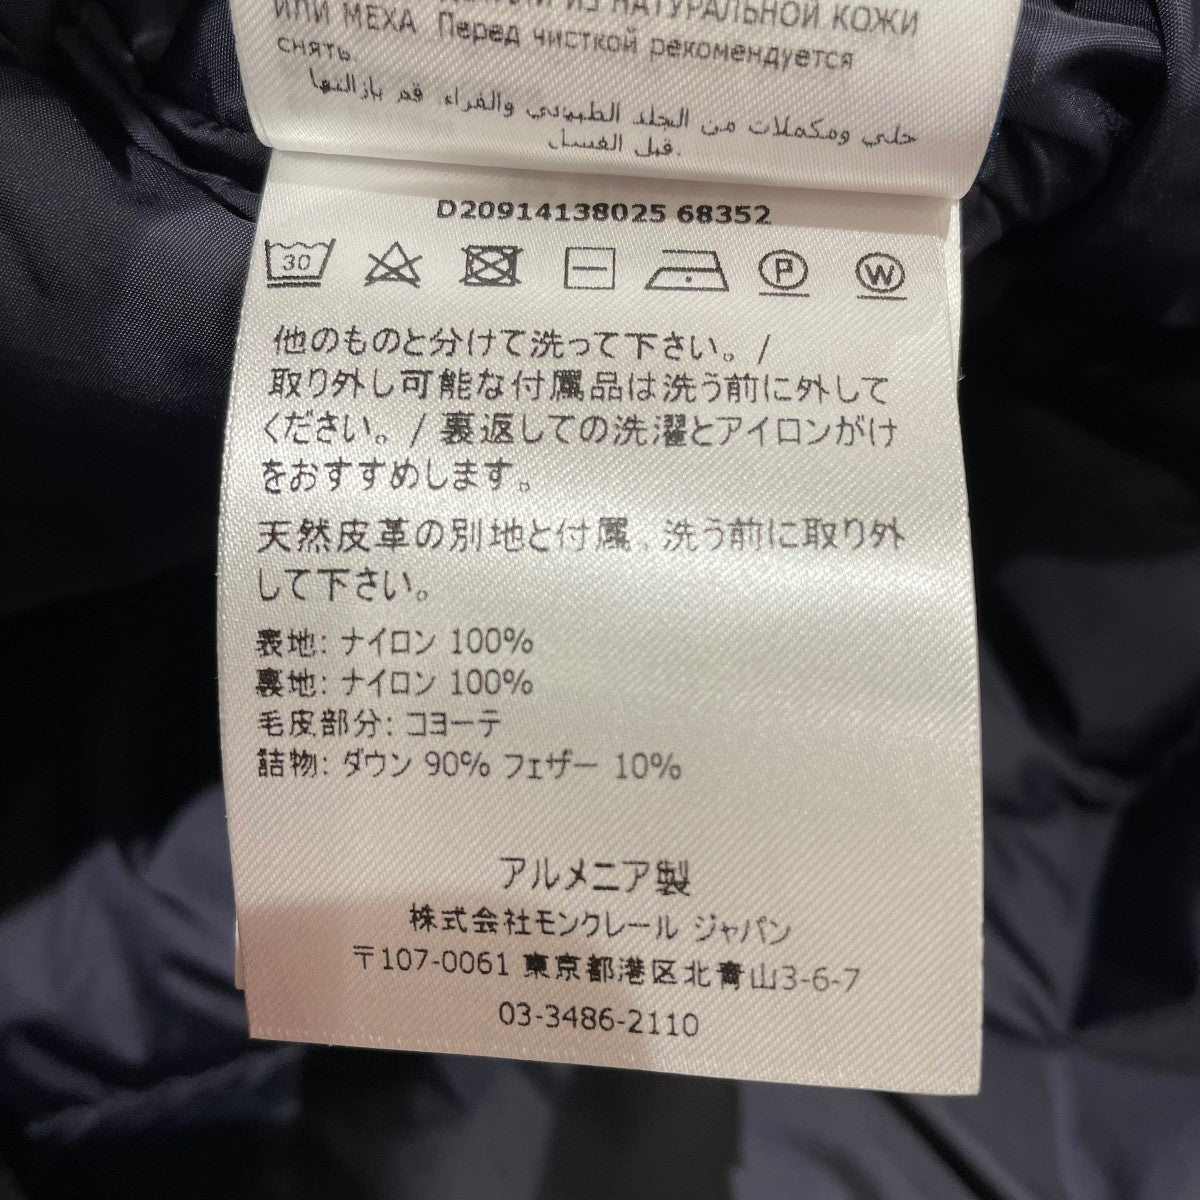 ИЗ НАТУРАЛЬНОЙ КОЖИ
ИЛИ МЕХА Перед чисткой рекомендуется
снять.
حلي ومكملات من الجلد الطبيعي والفراء. قم بازالتها
قبل الغسل.
D20914138025 68352
30 P W
他のものと分けて洗って下さい。/
取り外し可能な付属品は洗う前に外して
ください。/ 裏返しての洗濯とアイロンがけ
をおすすめします。
天然皮革の別地と付属, 洗う前に取り外
して下さい。
表地: ナイロン 100%
裏地: ナイロン 100%
毛皮部分: コヨーテ
詰物: ダウン 90% フェザー 10%
アルメニア製
株式会社モンクレール ジャパン
〒107-0061 東京都港区北青山3-6-7
03-3486-2110